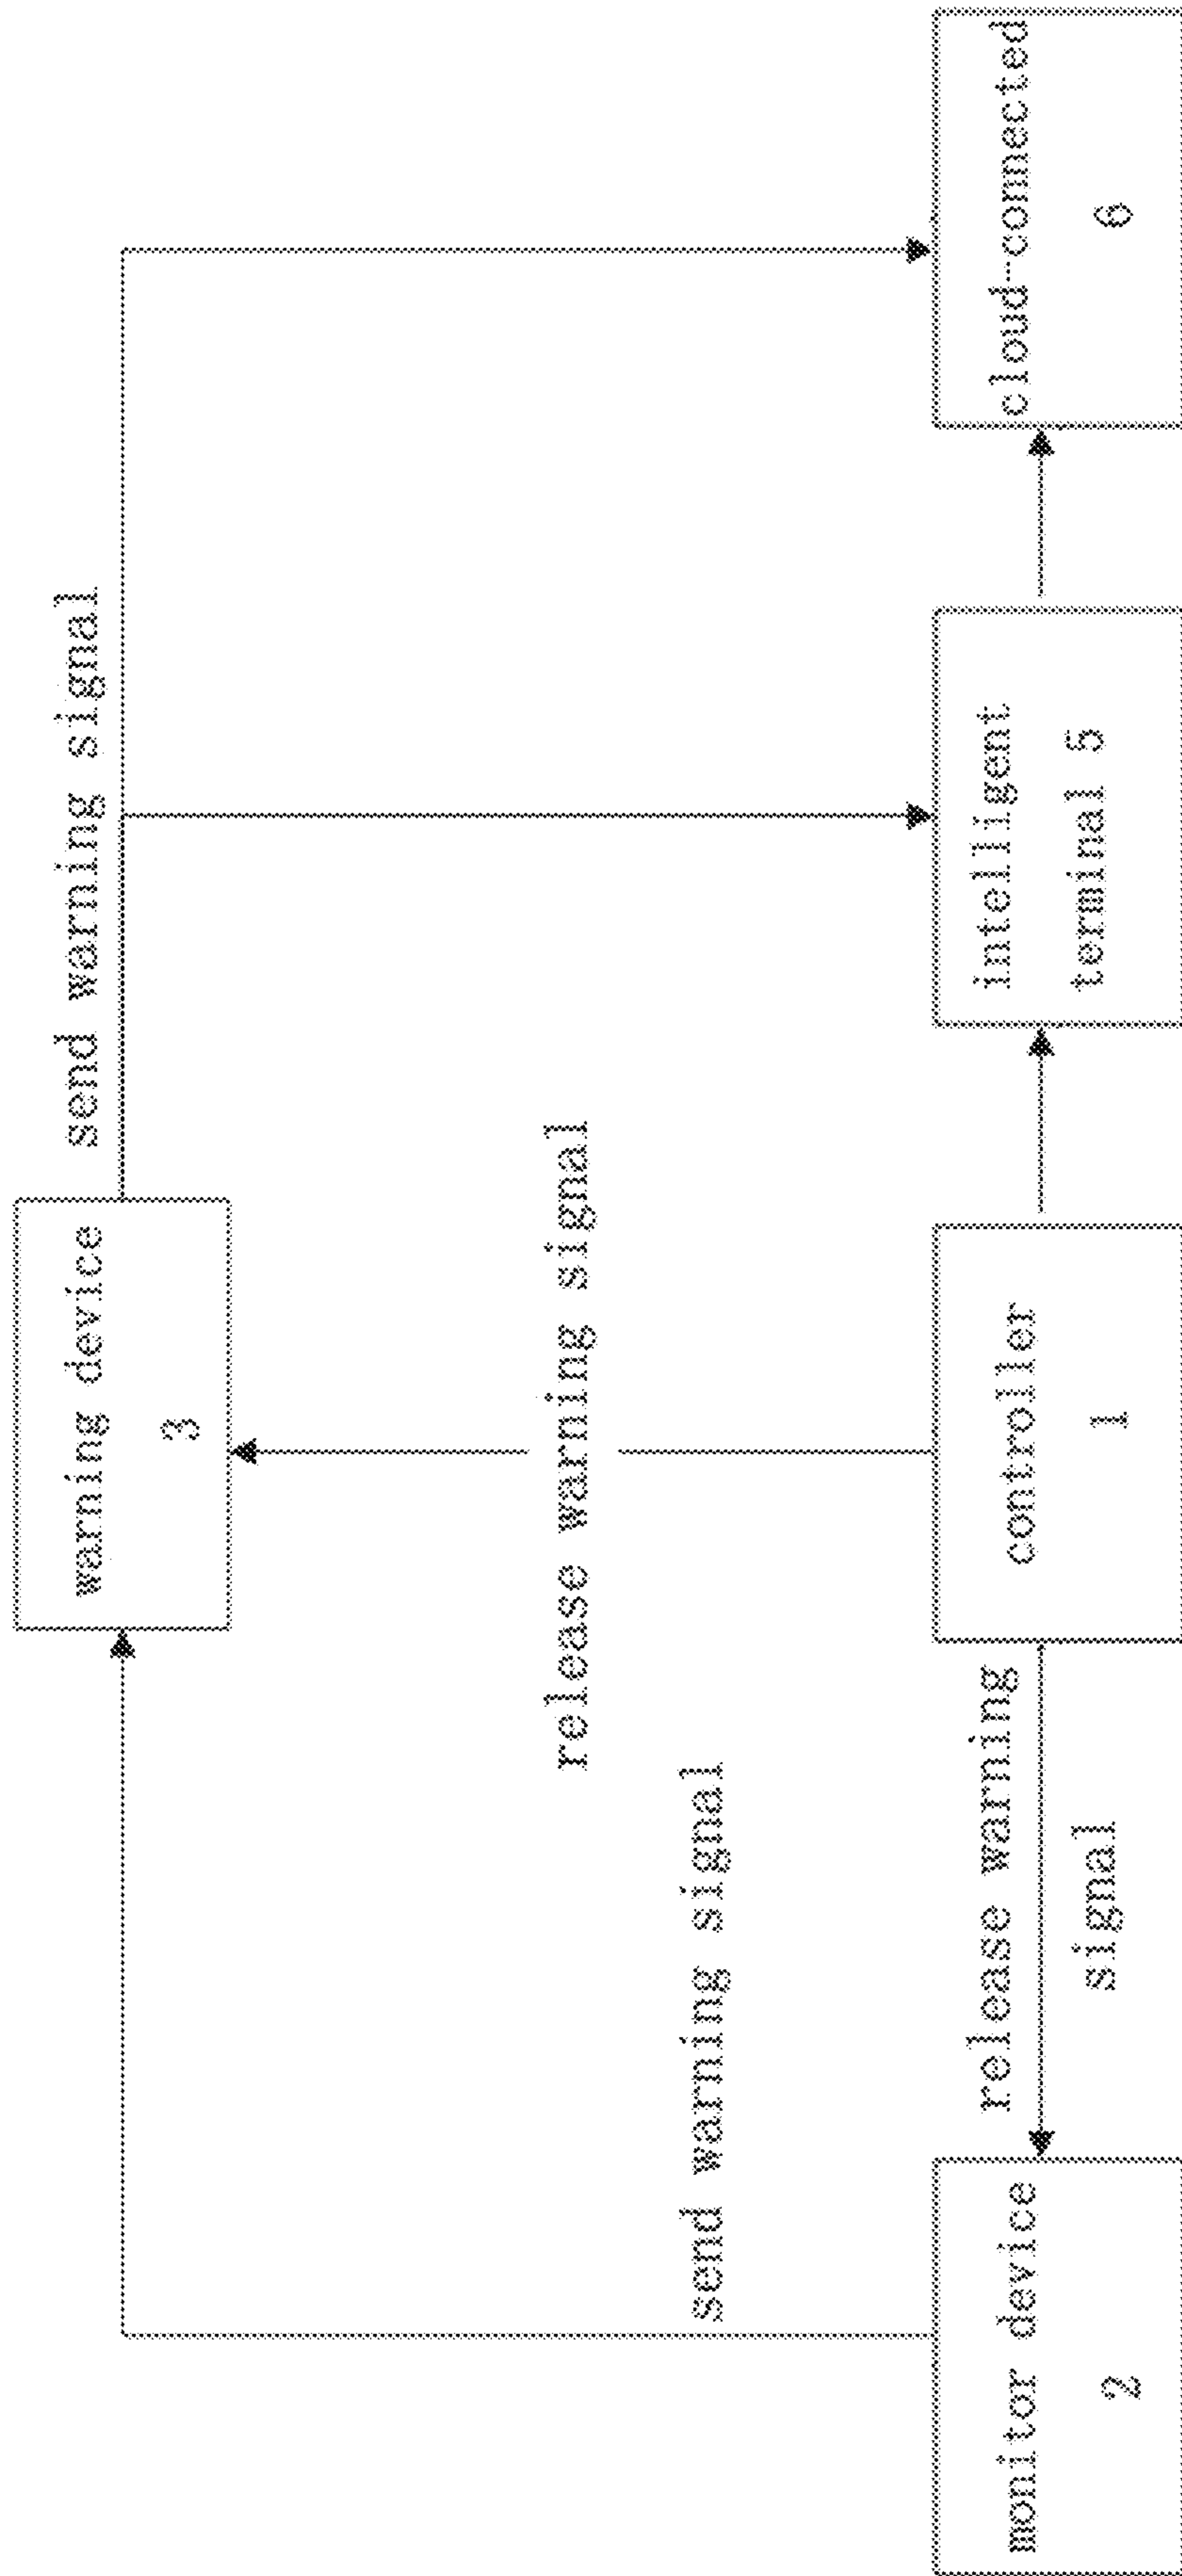 send warning signal
warning device
3
release warning signal
send warning signal
release warning
signal
monitor device
2
controller
1
intelligent
terminal 5
cloud-connected
6